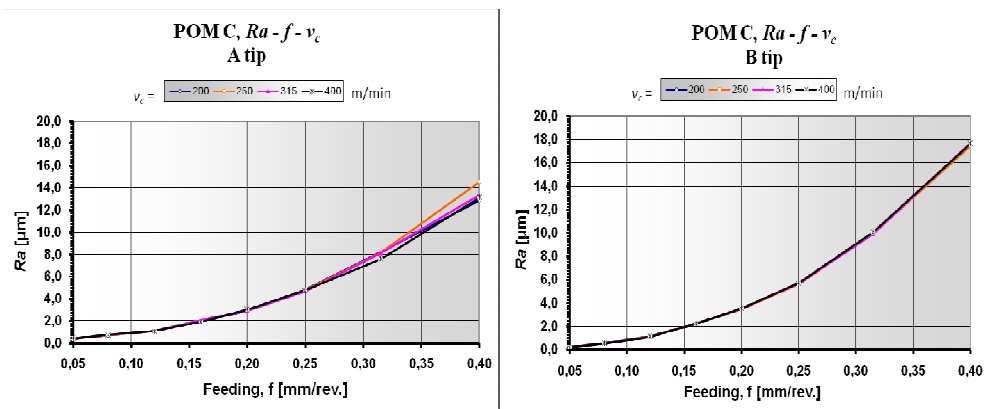 POM C, Ra - f - vc
A tip
vc = 200 250 315 400 m/min
20,0
18,0
16,0
14,0
12,0
10,0
8,0
6,0
4,0
2,0
0,0
Ra [µm]
0,05 0,10 0,15 0,20 0,25 0,30 0,35 0,40
Feeding, f [mm/rev.]
POM C, Ra - f - vc
B tip
vc = 200 250 315 400 m/min
20,0
18,0
16,0
14,0
12,0
10,0
8,0
6,0
4,0
2,0
0,0
Ra [µm]
0,05 0,10 0,15 0,20 0,25 0,30 0,35 0,40
Feeding, f [mm/rev.]